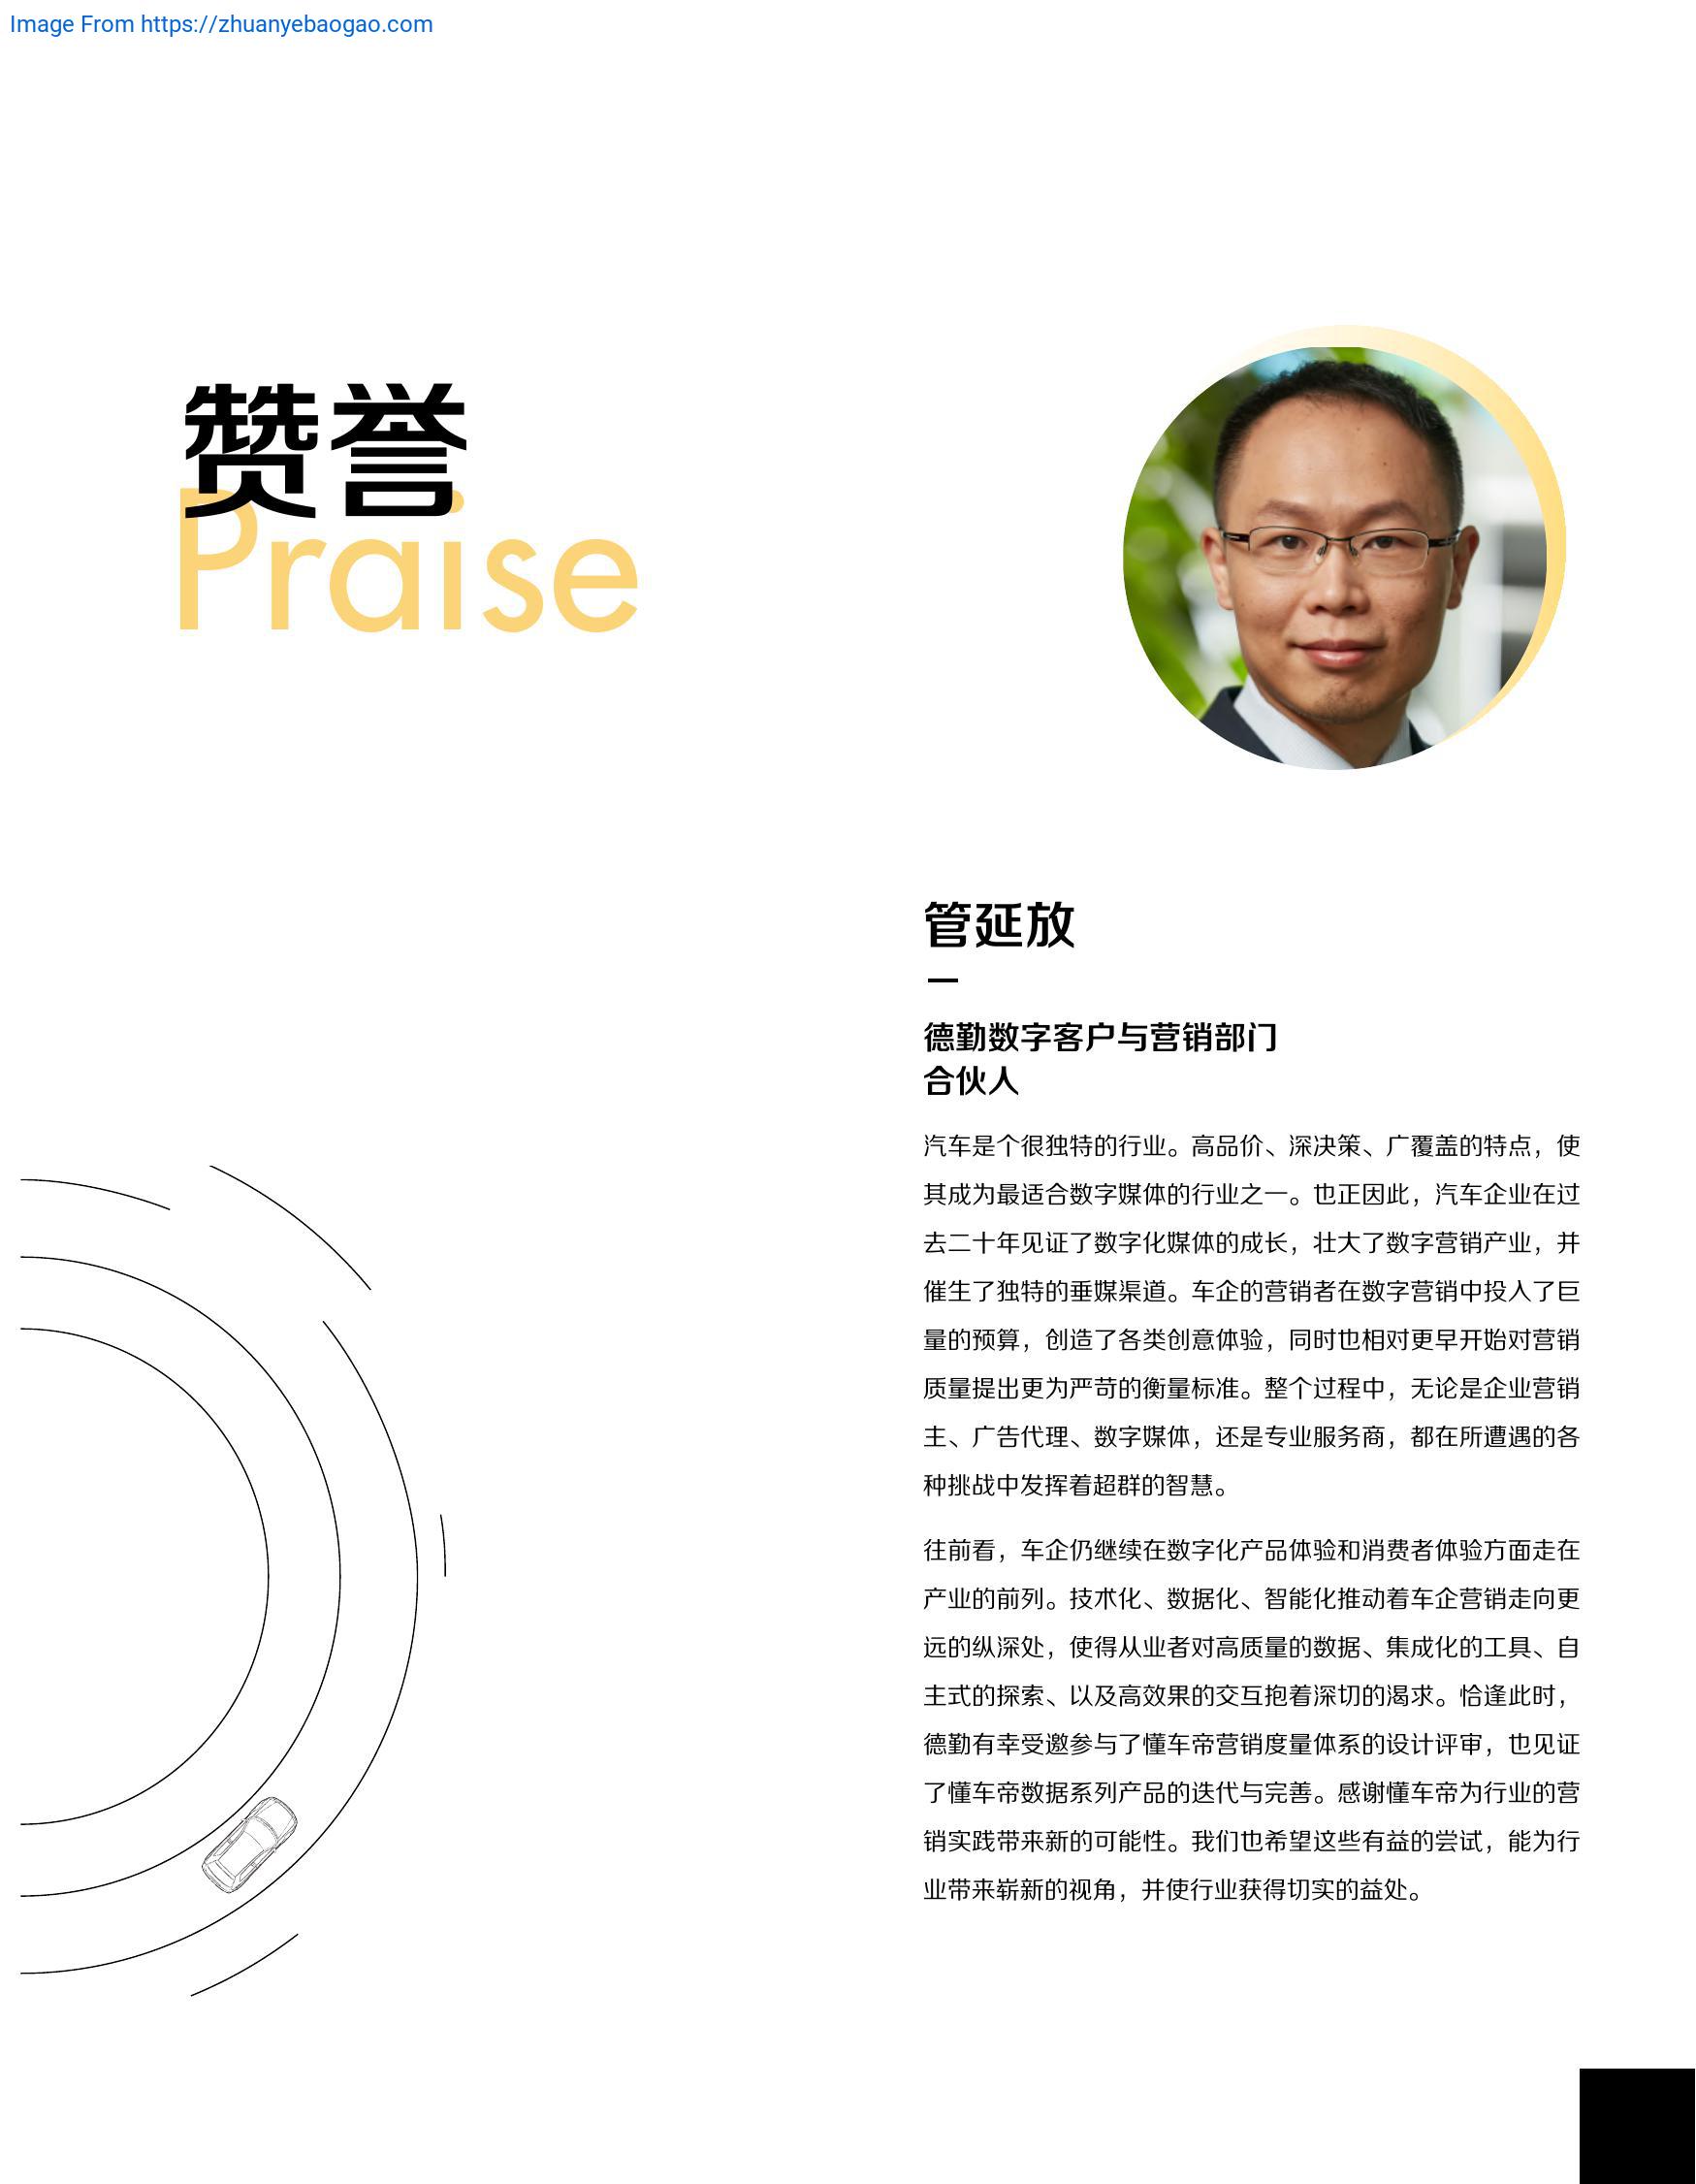 Image From https://zhuanyebaogao.com
赞誉
Praise
管延放
德勤数字客户与营销部门
合伙人
汽车是个很独特的行业。高品价、深决策、广覆盖的特点，使
其成为最适合数字媒体的行业之一。也正因此，汽车企业在过
去二十年见证了数字化媒体的成长，壮大了数字营销产业，并
催生了独特的垂媒渠道。车企的营销者在数字营销中投入了巨
量的预算，创造了各类创意体验，同时也相对更早开始对营销
质量提出更为严苛的衡量标准。整个过程中，无论是企业营销
主、广告代理、数字媒体，还是专业服务商，都在所遭遇的各
种挑战中发挥着超群的智慧。
往前看，车企仍继续在数字化产品体验和消费者体验方面走在
产业的前列。技术化、数据化、智能化推动着车企营销走向更
远的纵深处，使得从业者对高质量的数据、集成化的工具、自
主式的探索、以及高效果的交互抱着深切的渴求。恰逢此时，
德勤有幸受邀参与了懂车帝营销度量体系的设计评审，也见证
了懂车帝数据系列产品的迭代与完善。感谢懂车帝为行业的营
销实践带来新的可能性。我们也希望这些有益的尝试，能为行
业带来崭新的视角，并使行业获得切实的益处。